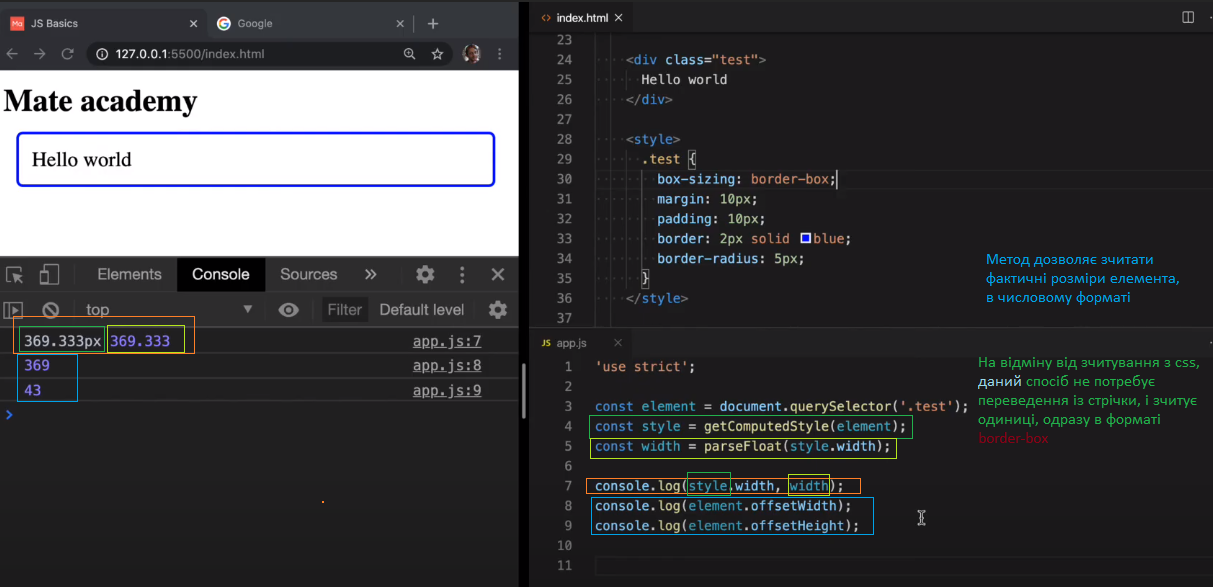 JS Basics
Google
127.0.0.1:5500/index.html
Mate academy
Hello world
Elements
Console
Sources
top
Filter
Default level
369.333px 369.333 app.js:7
369 app.js:8
43 app.js:9
index.html
23
24 <div class="test">
25 Hello world
26 </div>
27
28 <style>
29 .test {
30 box-sizing: border-box;
31 margin: 10px;
32 padding: 10px;
33 border: 2px solid blue;
34 border-radius: 5px;
35 }
36 </style>
37
Метод дозволяє зчитати
фактичні розміри елемента,
в числовому форматі
JS app.js
1 'use strict';
2
3 const element = document.querySelector('.test');
4 const style = getComputedStyle(element);
5 const width = parseFloat(style.width);
6
7 console.log(style.width, width);
8 console.log(element.offsetWidth);
9 console.log(element.offsetHeight);
10
11
На відміну від зчитування з css,
даний спосіб не потребує
переведення із стрічки, і зчитує
одиниці, одразу в форматі
border-box